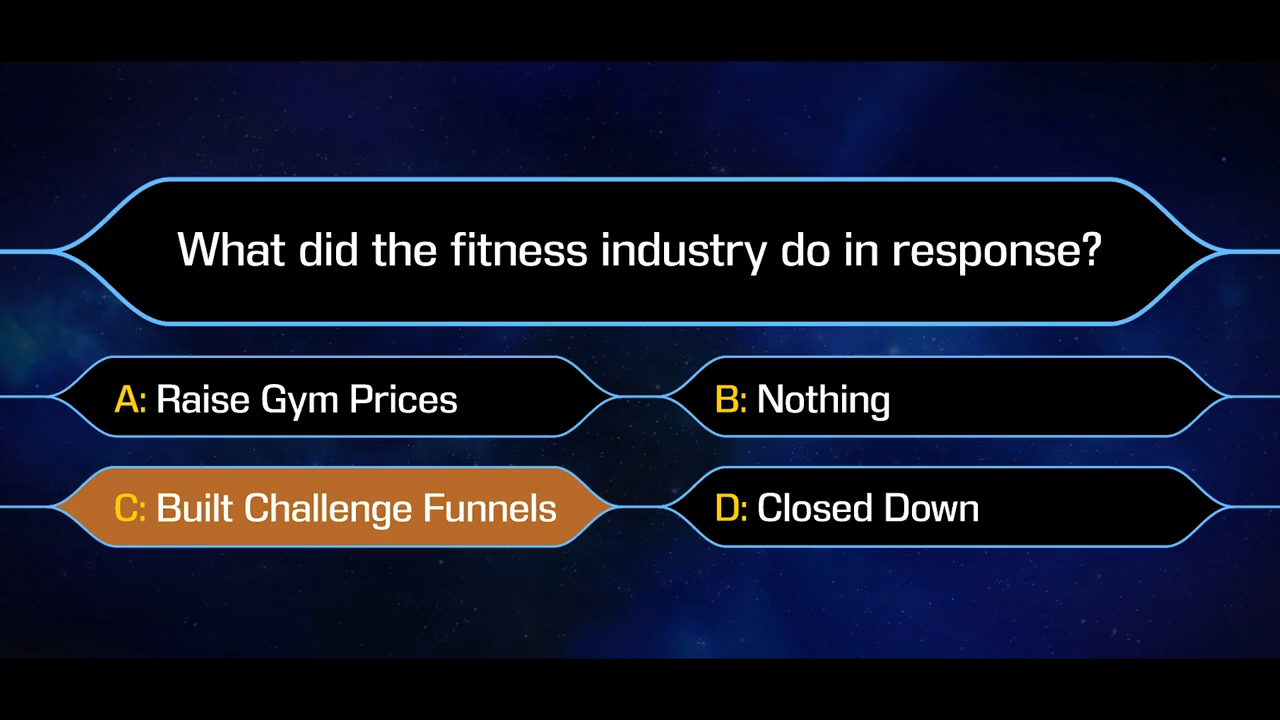 What did the fitness industry do in response?
A: Raise Gym Prices
B: Nothing
C: Built Challenge Funnels
D: Closed Down